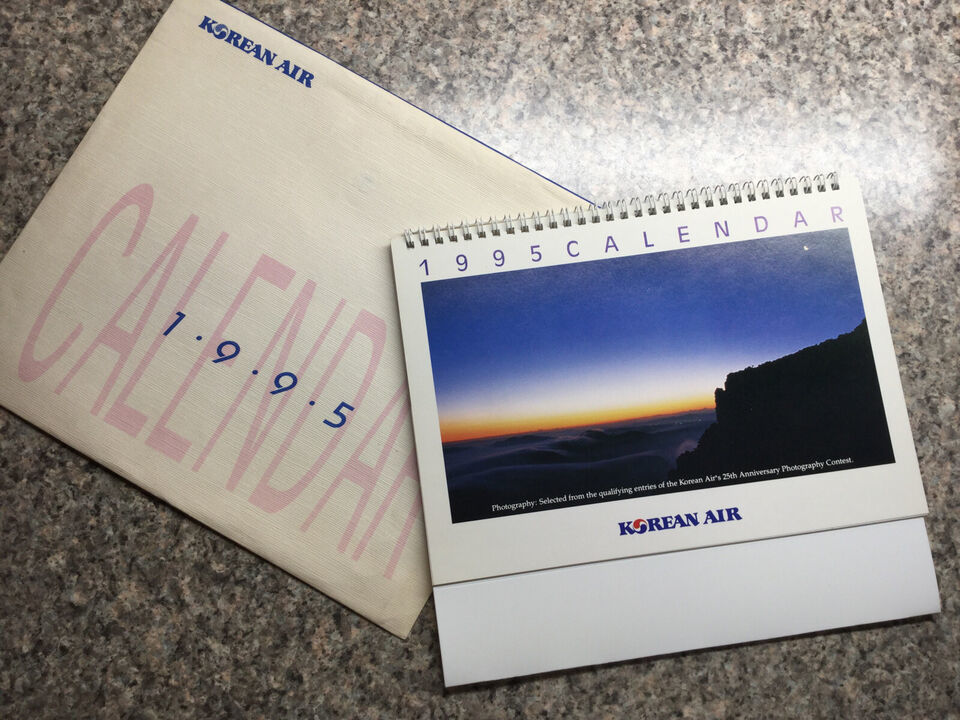 KOREAN AIR
CALENDAR
1·9·9·5
1995 CALENDAR
Photography: Selected from the qualifying entries of the Korean Air's 25th Anniversary Photography Contest.
KOREAN AIR